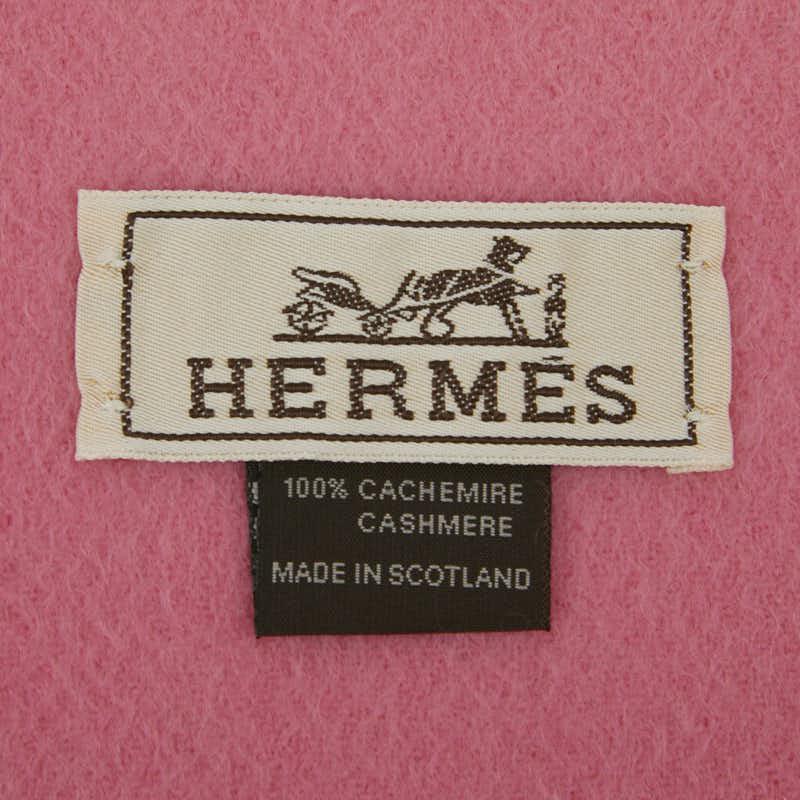 HERMÈS
100% CACHEMIRE
CASHMERE
MADE IN SCOTLAND